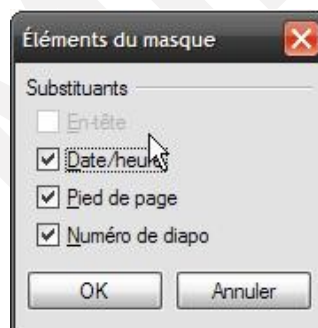 Éléments du masque
Substituants
En-tête
Date/heure
Pied de page
Numéro de diapo
OK
Annuler